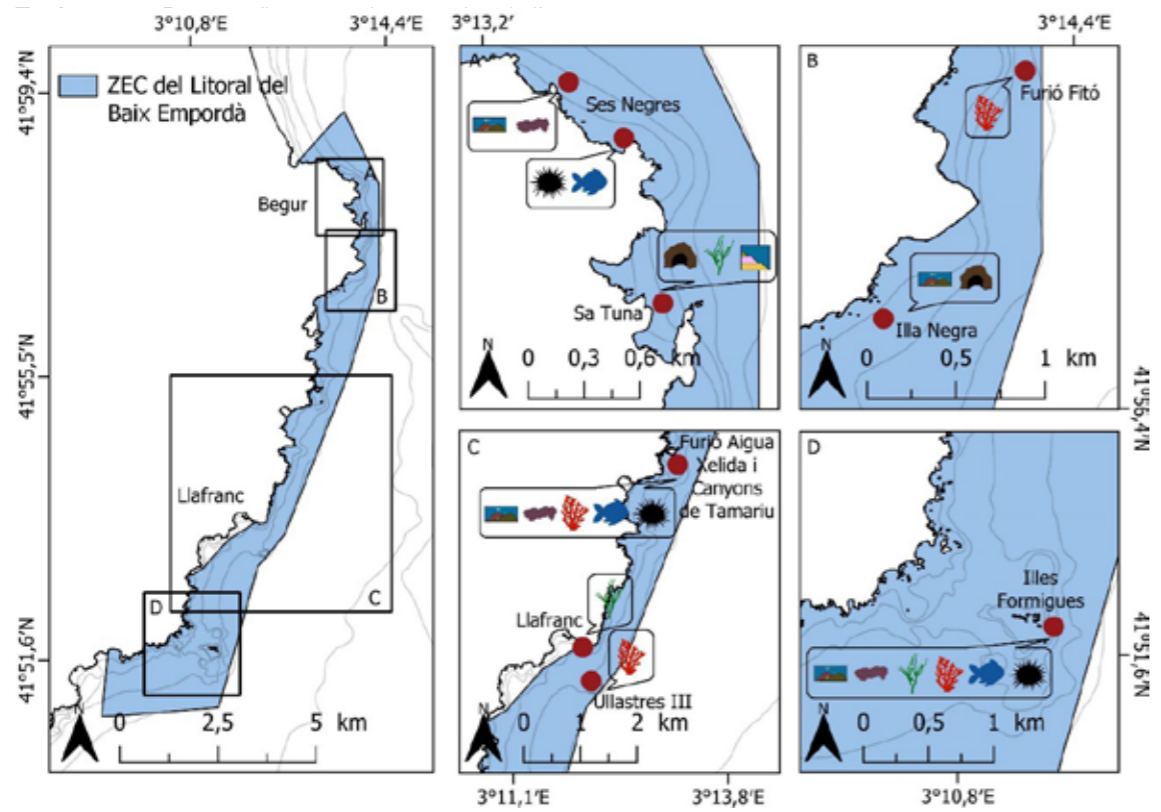 3°10,8′E
3°14,4′E
3°13,2′
3°14,4′E
41°59,4′N
41°55,5′N
41°51,6′N
ZEC del Litoral del
Baix Empordà
Begur
Llafranc
A
B
C
D
N
0 2,5 5 km
A
Ses Negres
Sa Tuna
N
0 0,3 0,6 km
B
Furió Fitó
Illa Negra
N
0 0,5 1 km
41°56,4′N
C
Furió Aigua
Xelida i
Canyons
de Tamariu
Llafranc
Ullastres III
N
0 1 2 km
D
Illes
Formigues
N
0 0,5 1 km
41°51,6′N
3°11,1′E
3°13,8′E
3°10,8′E